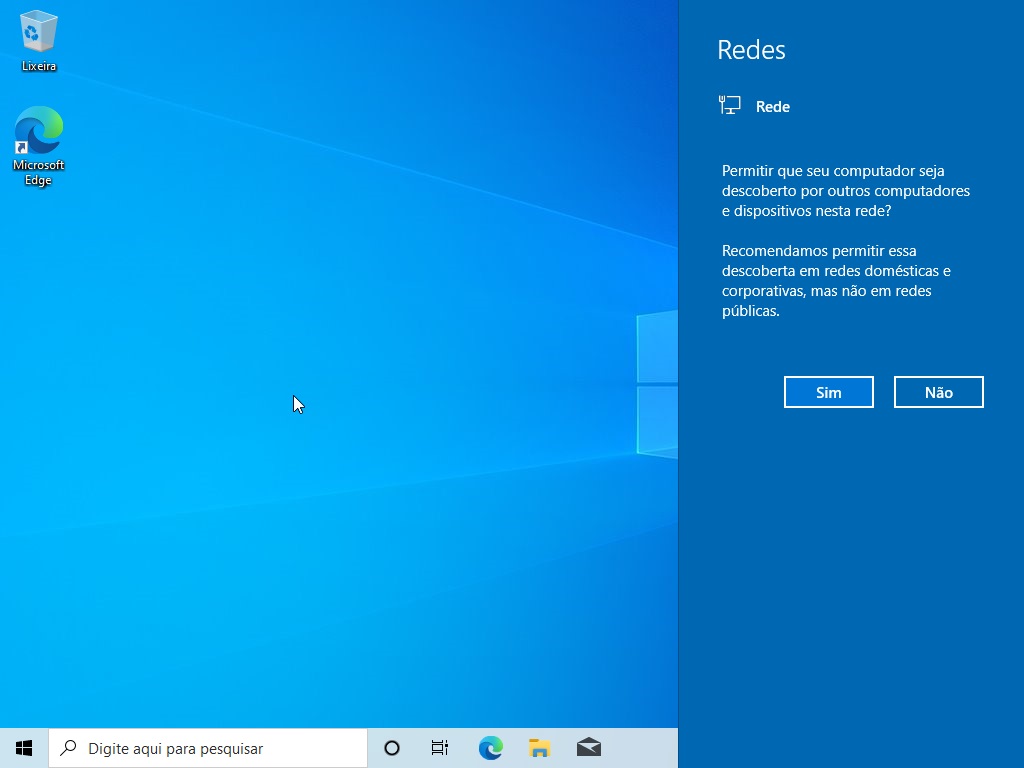 Lixeira
Microsoft
Edge
Redes
Rede
Permitir que seu computador seja
descoberto por outros computadores
e dispositivos nesta rede?
Recomendamos permitir essa
descoberta em redes domésticas e
corporativas, mas não em redes
públicas.
Sim
Não
Digite aqui para pesquisar